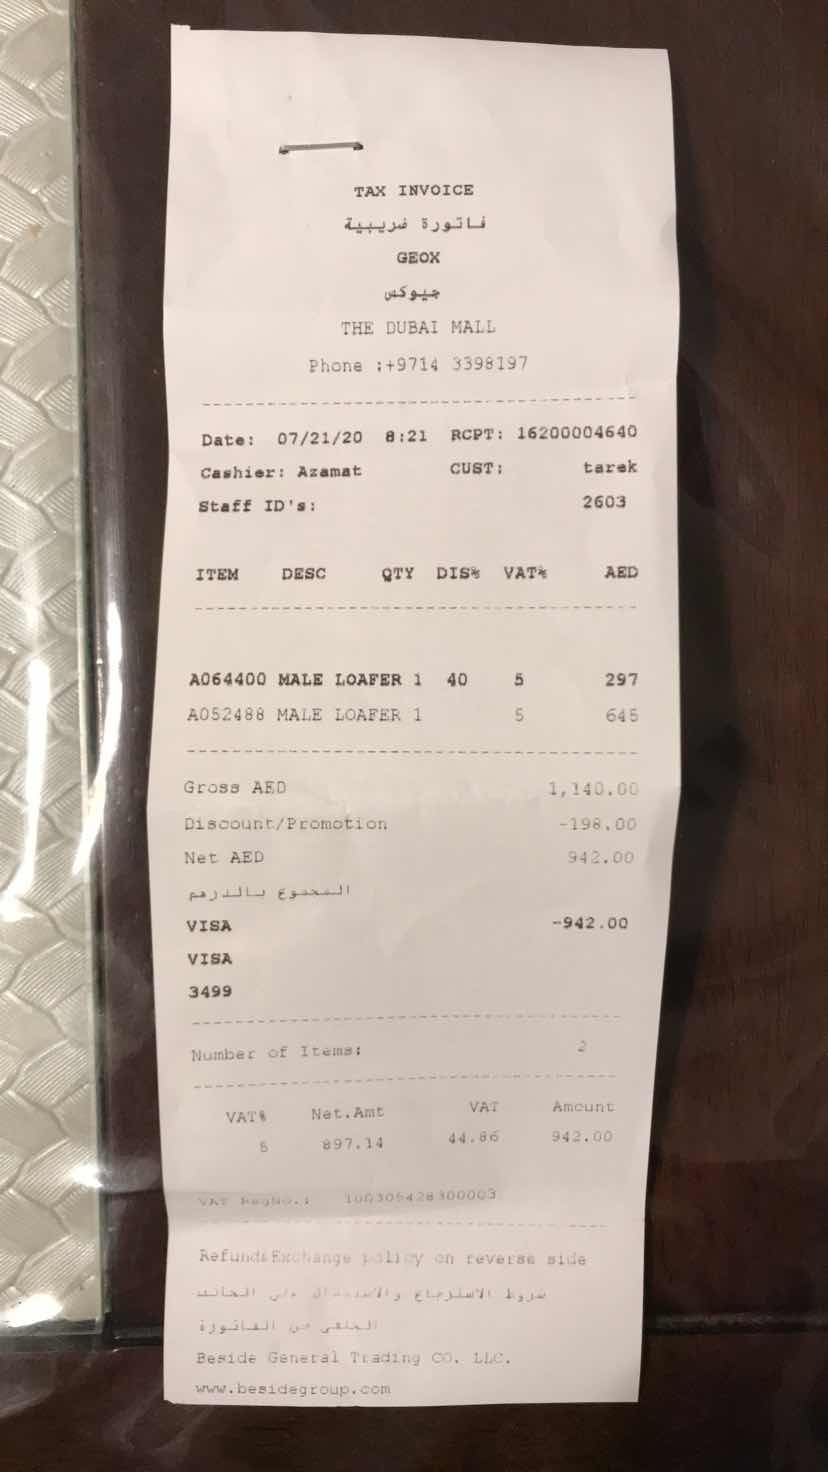 TAX INVOICE
فاتورة ضريبية
GEOX
جيوكس
THE DUBAI MALL
Phone :+9714 3398197
Date: 07/21/20 8:21 RCPT: 16200004640
Cashier: Azamat CUST: tarek
Staff ID's: 2603
ITEM DESC QTY DIS% VAT% AED
A064400 MALE LOAFER 1 40 5 297
A052488 MALE LOAFER 1 5 645
Gross AED 1,140.00
Discount/Promotion -198.00
Net AED 942.00
المجموع بالدرهم
VISA -942.00
VISA
3499
Number of Items: 2
VAT% Net.Amt VAT Amount
5 897.14 44.86 942.00
VAT RegNo.: 100305428300003
Refund&Exchange policy on reverse side
شروط الاسترجاع والاستبدال على الجانب
الخلفي من الفاتورة
Beside General Trading CO. LLC.
www.besidegroup.com